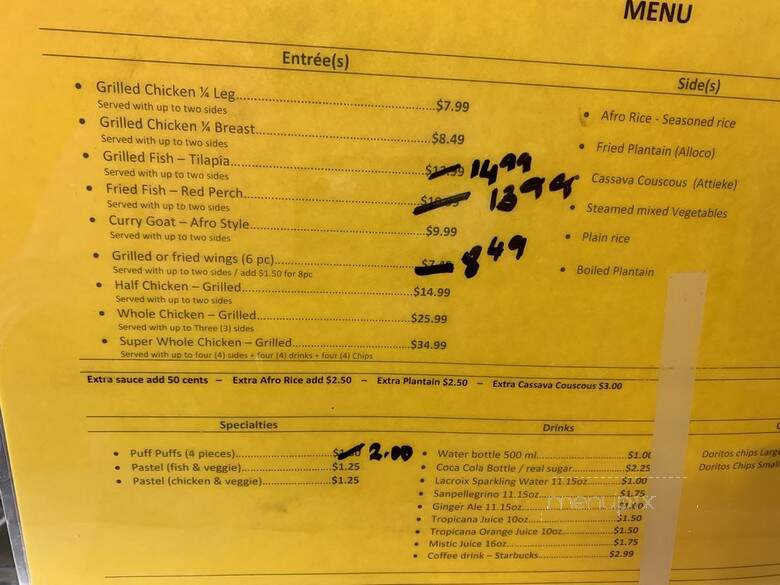 MENU
Entrée(s)
Grilled Chicken ¼ Leg.......$7.99
Served with up to two sides
Grilled Chicken ¼ Breast.......$8.49
Served with up to two sides
Grilled Fish – Tilapia....... 14.99
Served with up to two sides
Fried Fish – Red Perch....... 13.99
Served with up to two sides
Curry Goat – Afro Style.......$9.99
Served with up to two sides
Grilled or fried wings (6 pc)....... 8.49
Served with up to two sides / add $1.50 for 8pc
Half Chicken – Grilled.......$14.99
Served with up to two sides
Whole Chicken – Grilled.......$25.99
Served with up to Three (3) sides
Super Whole Chicken – Grilled.......$34.99
Served with up to four (4) sides + four (4) drinks + four (4) Chips
Side(s)
Afro Rice - Seasoned rice
Fried Plantain (Alloco)
Cassava Couscous (Attieke)
Steamed mixed Vegetables
Plain rice
Boiled Plantain
Extra sauce add 50 cents – Extra Afro Rice add $2.50 – Extra Plantain $2.50 – Extra Cassava Couscous $3.00
Specialties
Puff Puffs (4 pieces)....... 2.00
Pastel (fish & veggie).......$1.25
Pastel (chicken & veggie).......$1.25
Drinks
Water bottle 500 ml.......$1.00
Coca Cola Bottle / real sugar.......$2.25
Lacroix Sparkling Water 11.15oz.......$1.00
Sanpellegrino 11.15oz.......$1.75
Ginger Ale 11.15oz.......
Tropicana Juice 10oz.......$1.50
Tropicana Orange Juice 10oz.......$1.50
Mistic Juice 16oz.......$1.75
Coffee drink – Starbucks.......$2.99
Doritos chips Large
Doritos Chips Small
menupix